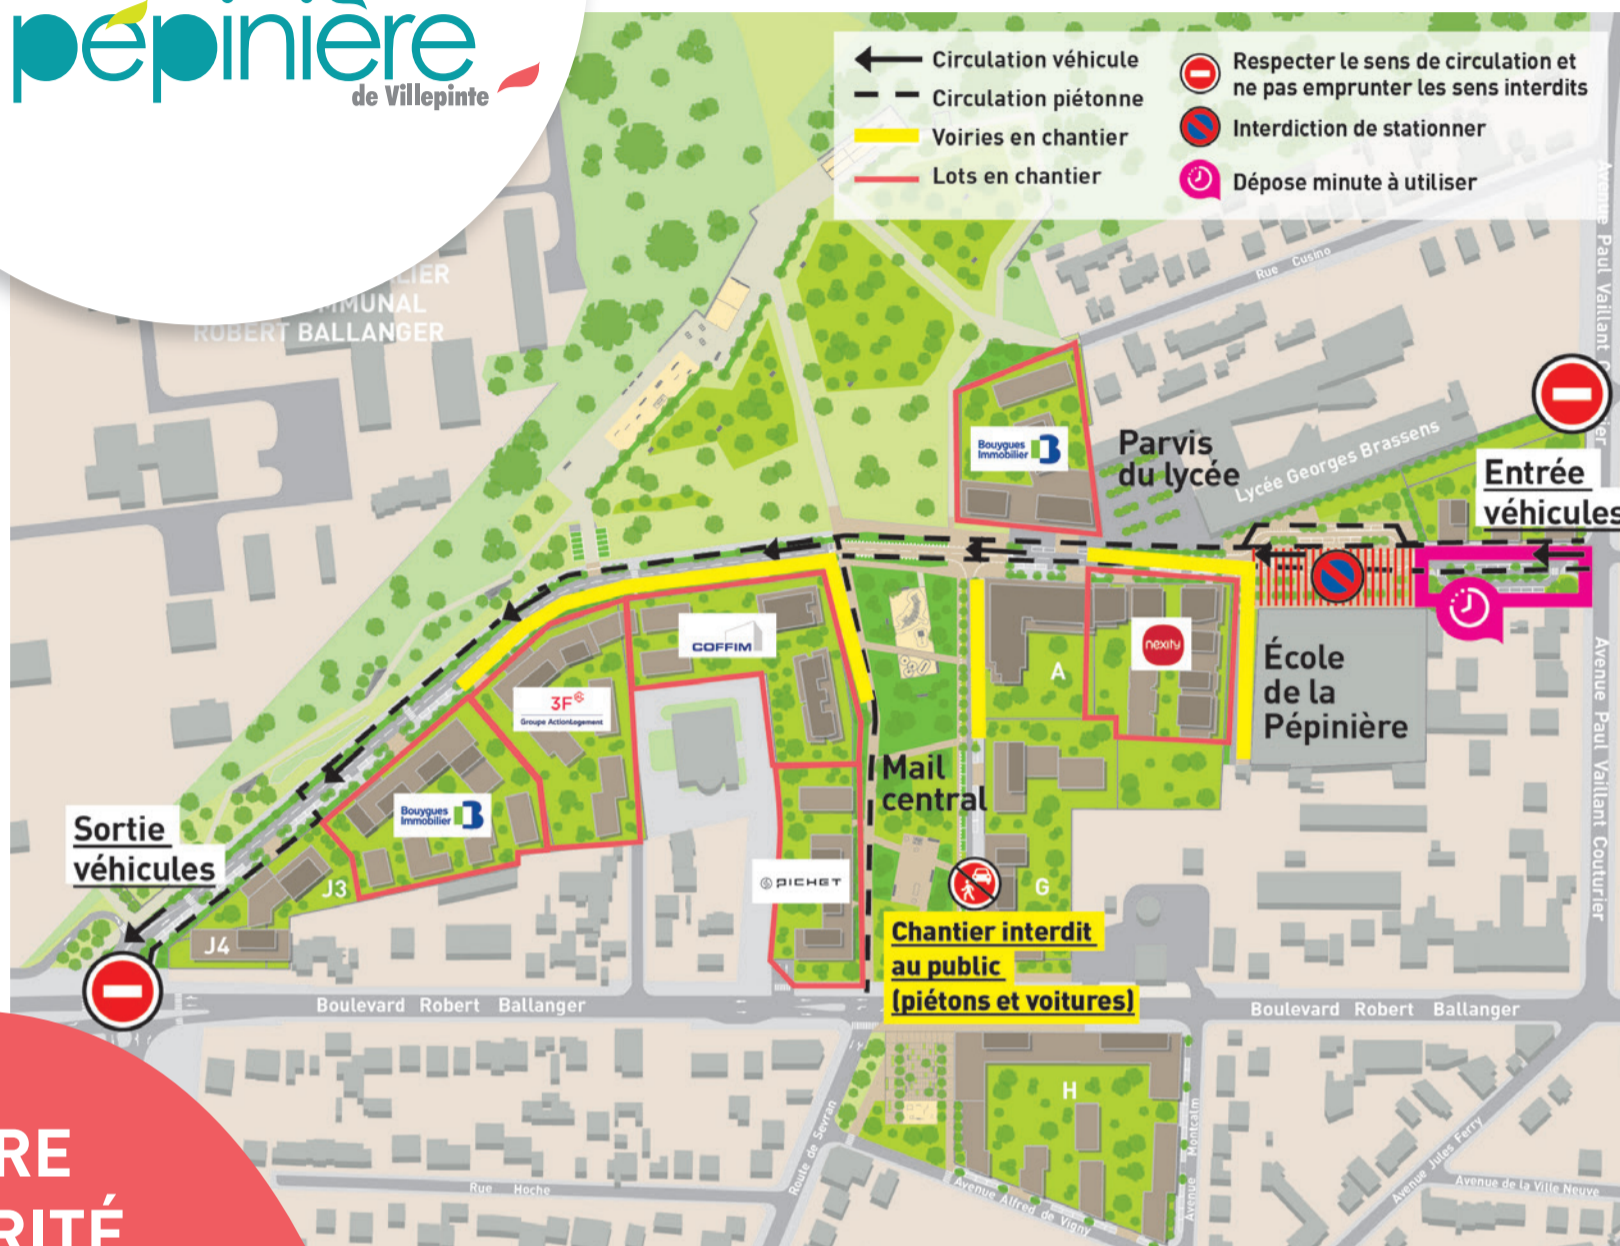 pépinière
de Villepinte
Circulation véhicule
Circulation piétonne
Voiries en chantier
Lots en chantier
Respecter le sens de circulation et
ne pas emprunter les sens interdits
Interdiction de stationner
Dépose minute à utiliser
ROBERT BALLANGER
Rue Cusino
Avenue Paul Vaillant
Bouygues
Immobilier
Parvis
du lycée
Lycée Georges Brassens
Entrée
véhicules
COFFIM
3F
Groupe ActionLogement
nexity
A
École
de la
Pépinière
Avenue Paul Vaillant Couturier
Mail
central
Bouygues
Immobilier
Sortie
véhicules
J3
J4
PICHET
G
Chantier interdit
au public
(piétons et voitures)
Boulevard Robert Ballanger
Boulevard Robert Ballanger
H
Route de Sevran
Rue Hoche
Avenue Alfred de Vigny
Avenue Montcalm
Avenue Jules Ferry
Avenue de la Ville Neuve
RE
RITÉ